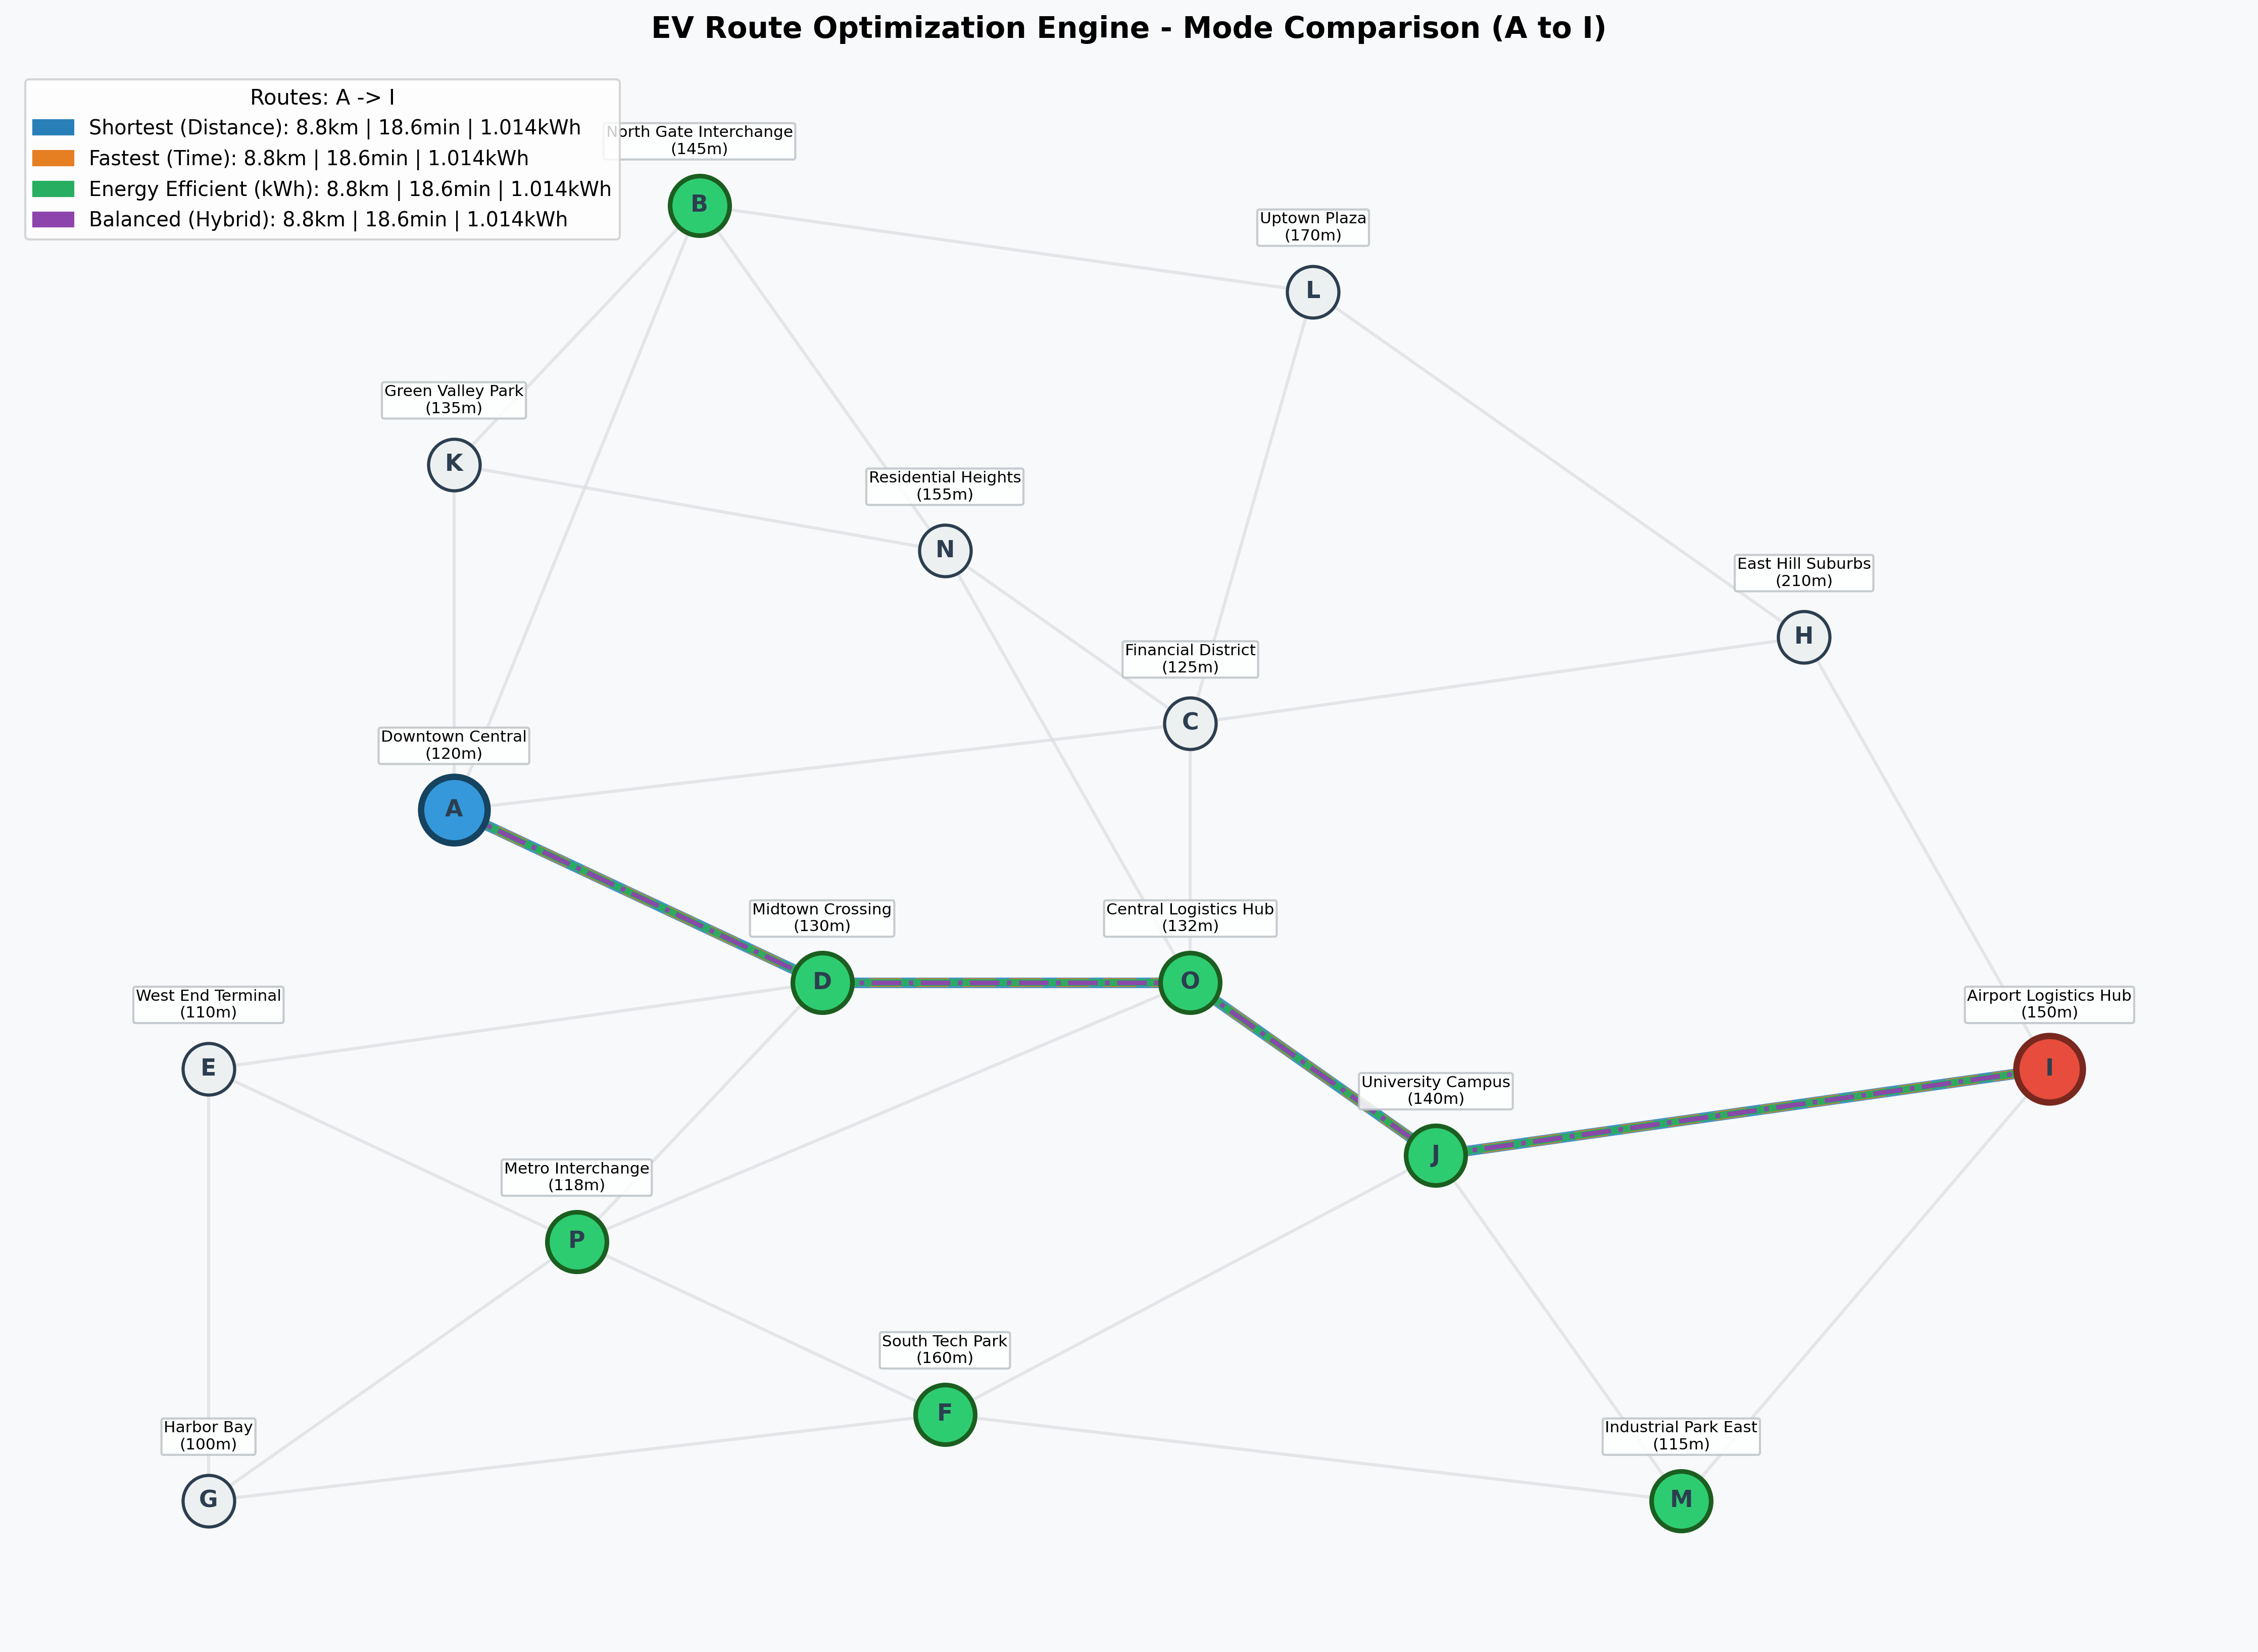 EV Route Optimization Engine - Mode Comparison (A to I)
Routes: A -> I
Shortest (Distance): 8.8km | 18.6min | 1.014kWh
Fastest (Time): 8.8km | 18.6min | 1.014kWh
Energy Efficient (kWh): 8.8km | 18.6min | 1.014kWh
Balanced (Hybrid): 8.8km | 18.6min | 1.014kWh
North Gate Interchange
(145m)
B
Uptown Plaza
(170m)
L
Green Valley Park
(135m)
K
Residential Heights
(155m)
N
East Hill Suburbs
(210m)
H
Financial District
(125m)
C
Downtown Central
(120m)
A
Midtown Crossing
(130m)
D
Central Logistics Hub
(132m)
O
West End Terminal
(110m)
E
Airport Logistics Hub
(150m)
I
University Campus
(140m)
J
Metro Interchange
(118m)
P
South Tech Park
(160m)
F
Harbor Bay
(100m)
G
Industrial Park East
(115m)
M